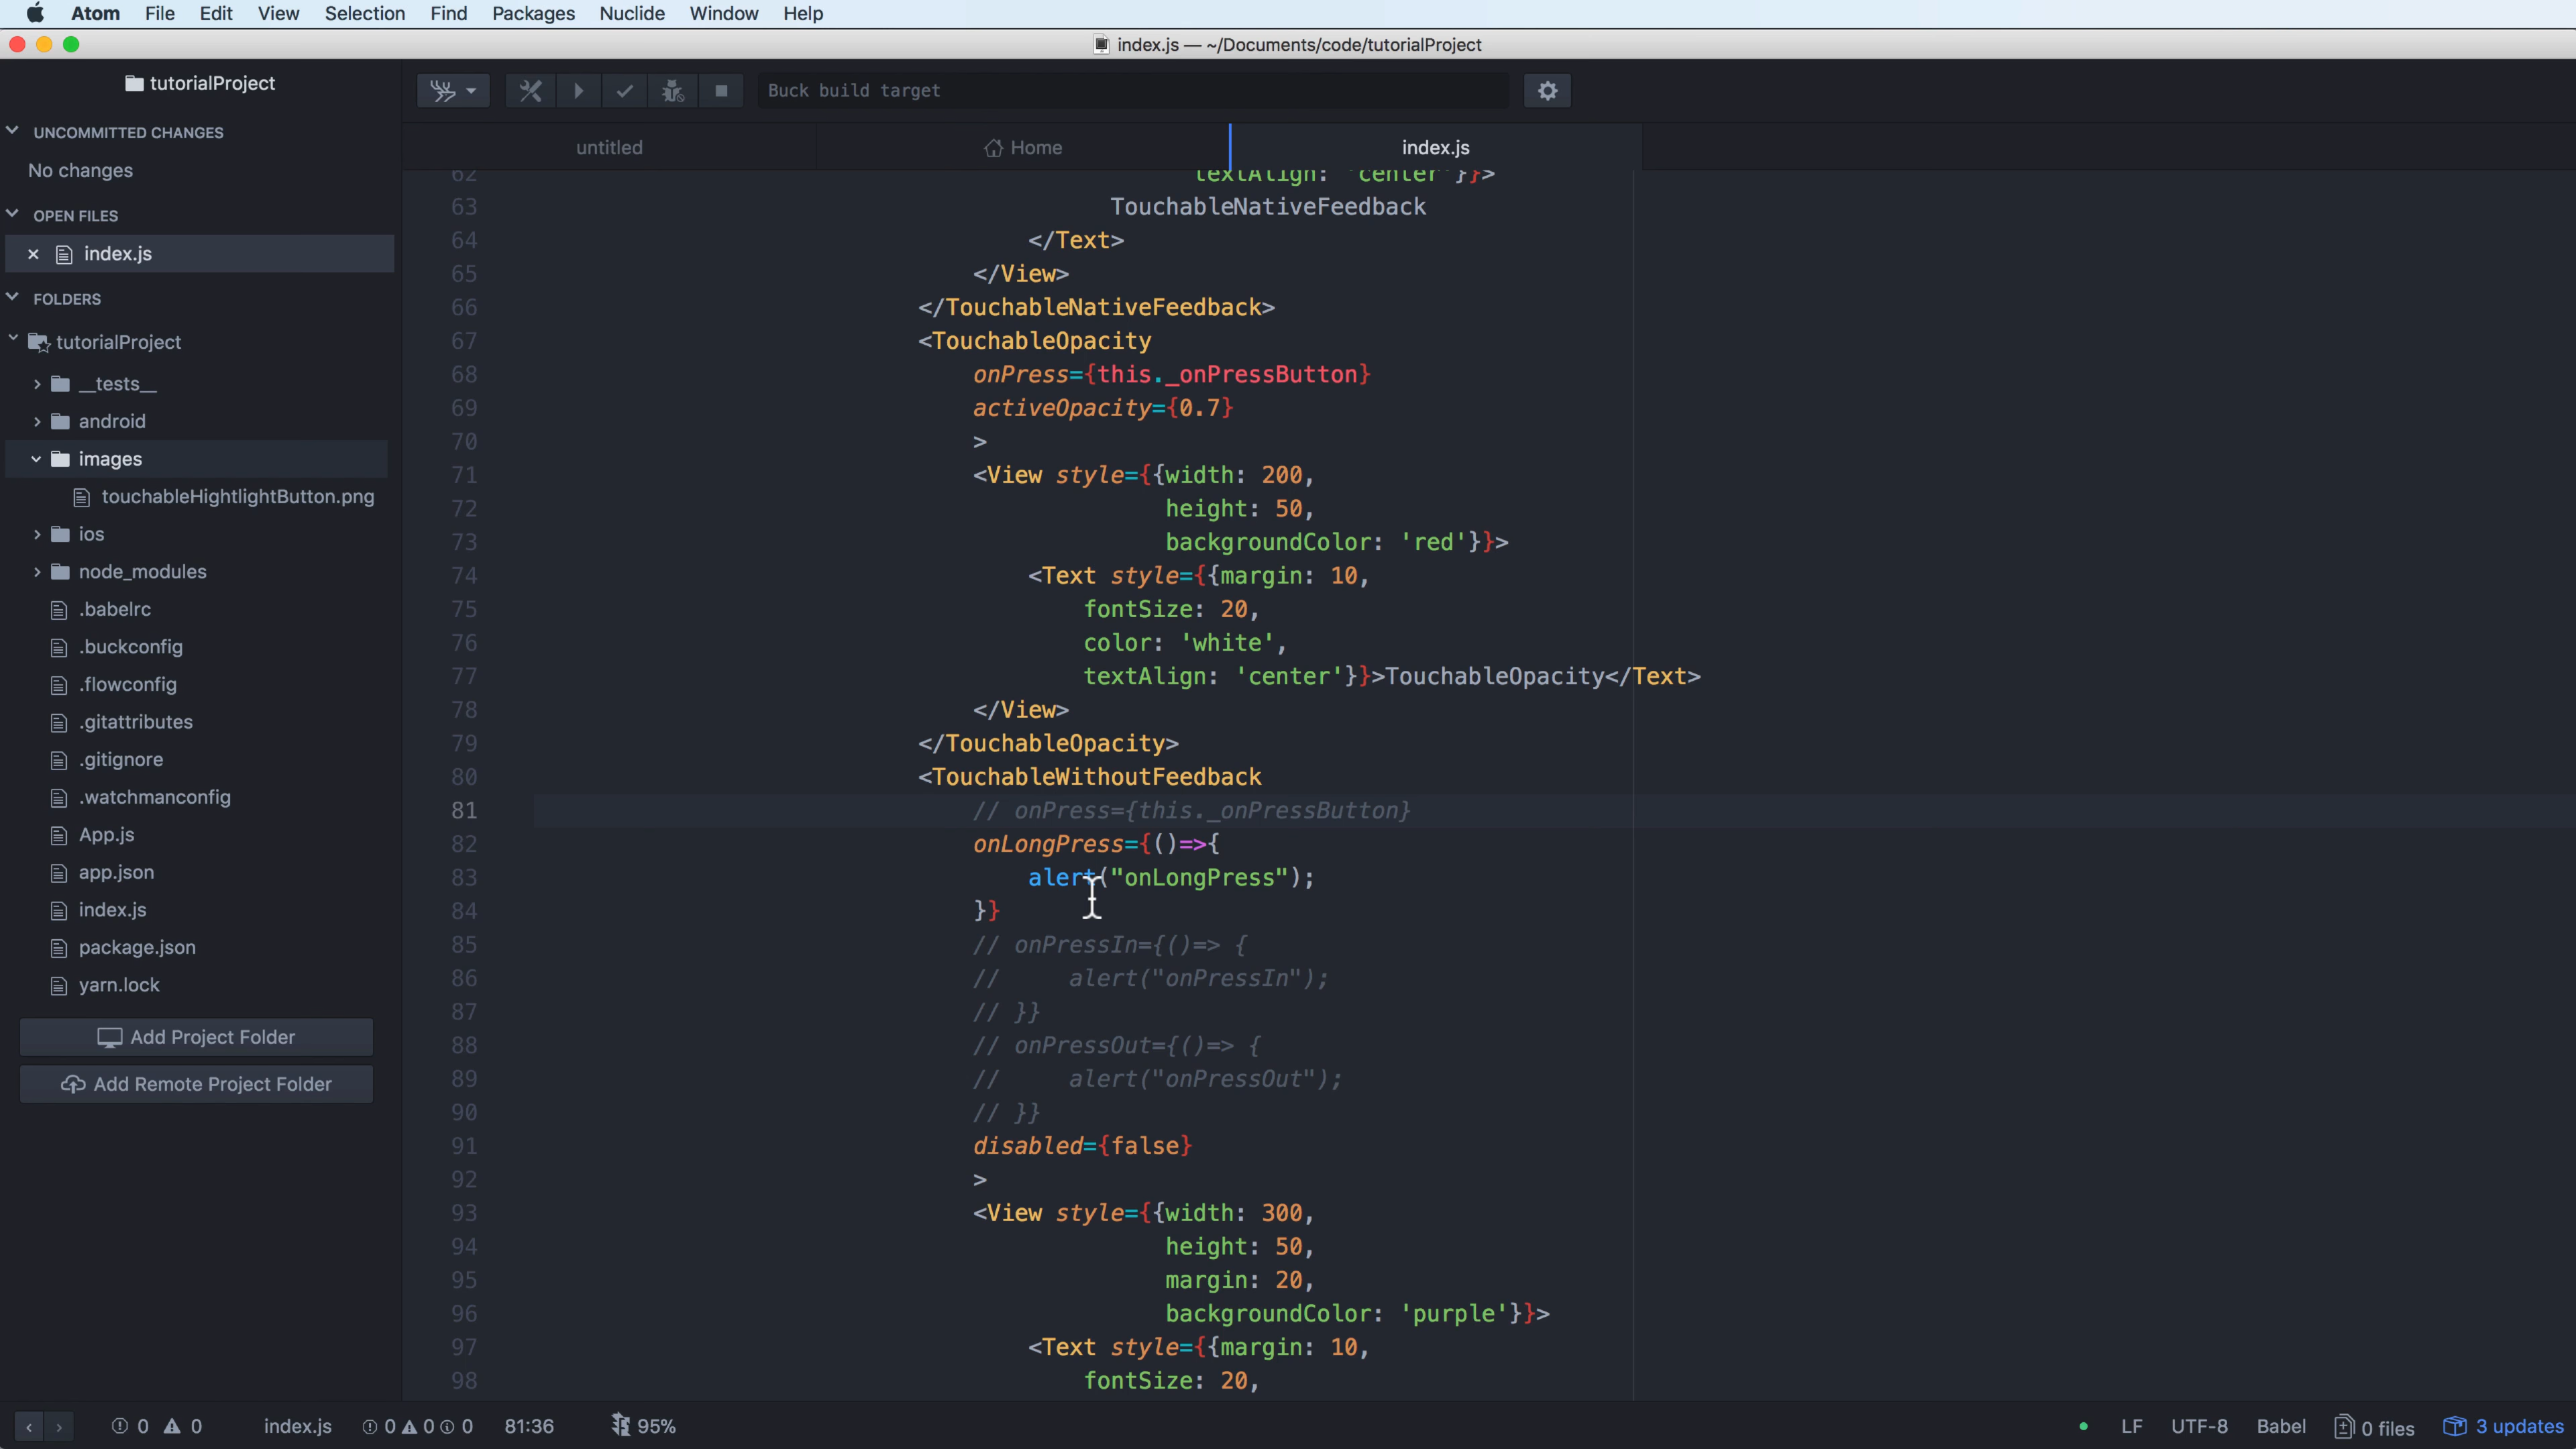 Atom File Edit View Selection Find Packages Nuclide Window Help
index.js — ~/Documents/code/tutorialProject
tutorialProject
UNCOMMITTED CHANGES
No changes
OPEN FILES
× index.js
FOLDERS
tutorialProject
__tests__
android
images
touchableHightlightButton.png
ios
node_modules
.babelrc
.buckconfig
.flowconfig
.gitattributes
.gitignore
.watchmanconfig
App.js
app.json
index.js
package.json
yarn.lock
Add Project Folder
Add Remote Project Folder
Buck build target
untitled Home index.js
62 textAlign: 'center'}}>
63 TouchableNativeFeedback
64 </Text>
65 </View>
66 </TouchableNativeFeedback>
67 <TouchableOpacity
68 onPress={this._onPressButton}
69 activeOpacity={0.7}
70 >
71 <View style={{width: 200,
72 height: 50,
73 backgroundColor: 'red'}}>
74 <Text style={{margin: 10,
75 fontSize: 20,
76 color: 'white',
77 textAlign: 'center'}}>TouchableOpacity</Text>
78 </View>
79 </TouchableOpacity>
80 <TouchableWithoutFeedback
81 // onPress={this._onPressButton}
82 onLongPress={()=>{
83 alert("onLongPress");
84 }}
85 // onPressIn={()=> {
86 // alert("onPressIn");
87 // }}
88 // onPressOut={()=> {
89 // alert("onPressOut");
90 // }}
91 disabled={false}
92 >
93 <View style={{width: 300,
94 height: 50,
95 margin: 20,
96 backgroundColor: 'purple'}}>
97 <Text style={{margin: 10,
98 fontSize: 20,
0 0 index.js 0 0 0 81:36 95% LF UTF-8 Babel 0 files 3 updates